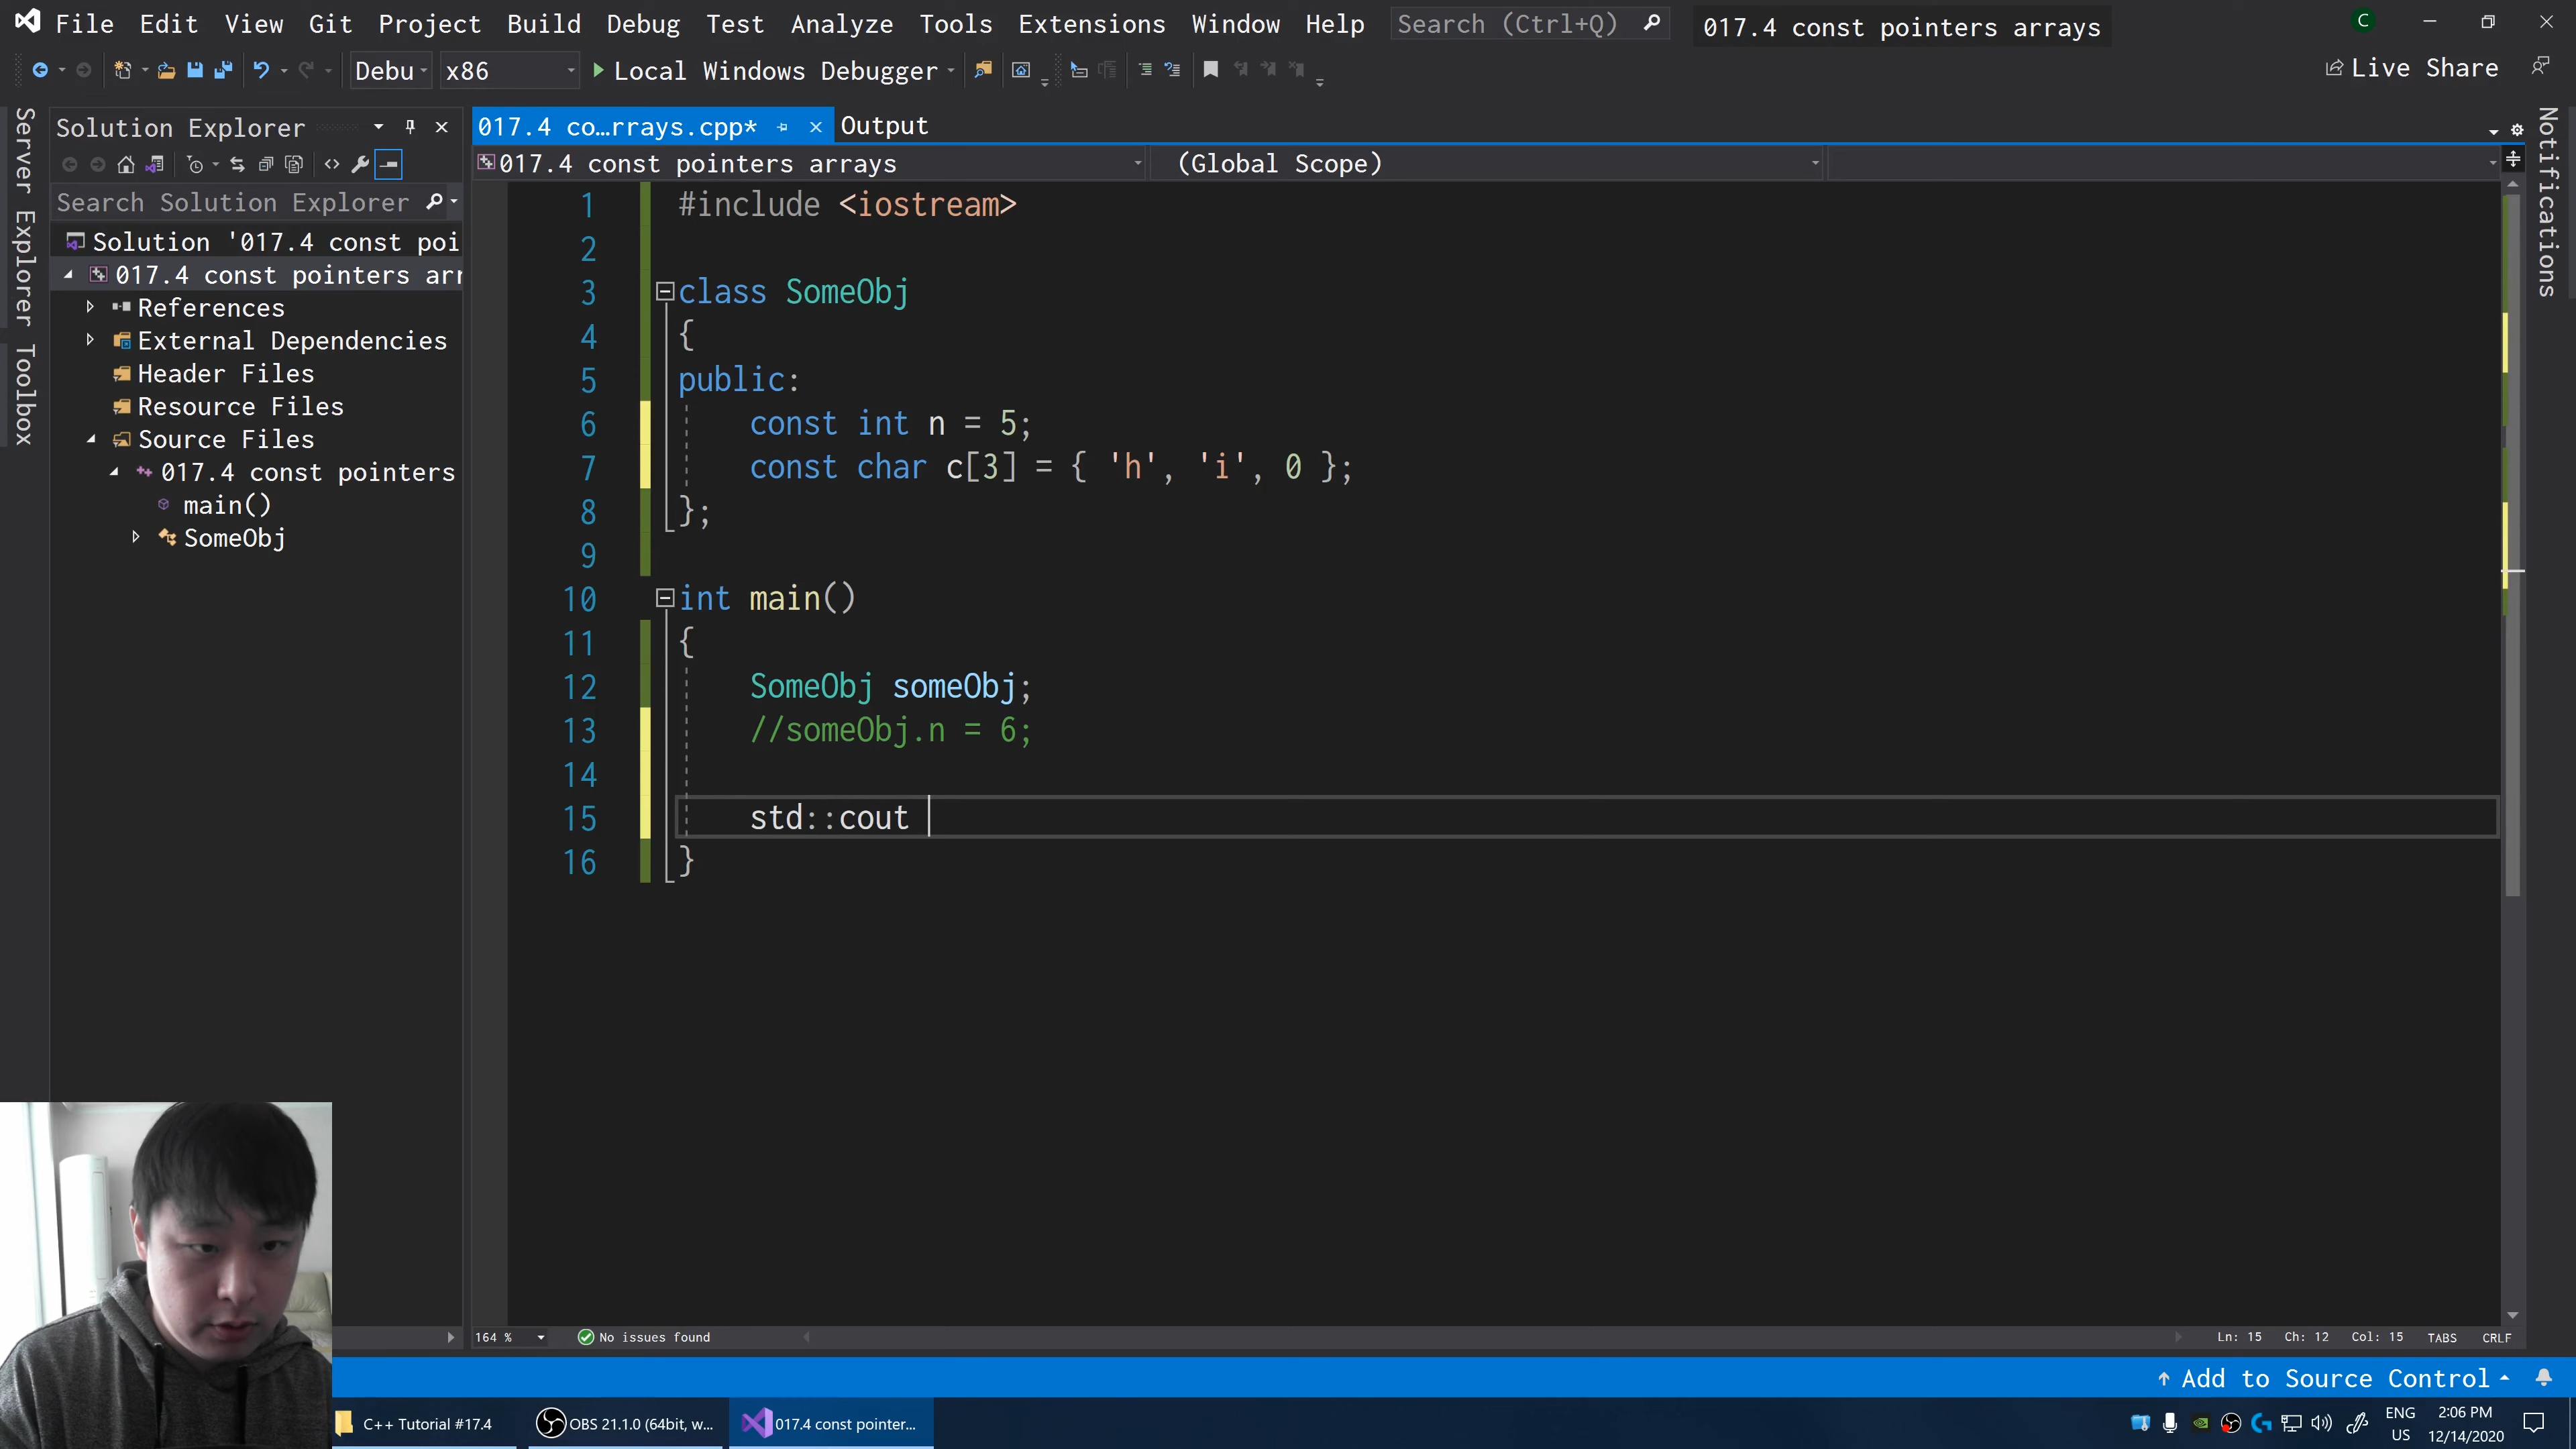 File Edit View Git Project Build Debug Test Analyze Tools Extensions Window Help Search (Ctrl+Q) 017.4 const pointers arrays C
Debu x86 Local Windows Debugger Live Share
Server Explorer
Toolbox
Notifications
Solution Explorer
Search Solution Explorer
Solution '017.4 const poi
017.4 const pointers arr
References
External Dependencies
Header Files
Resource Files
Source Files
017.4 const pointers
main()
SomeObj
017.4 co...rrays.cpp* Output
017.4 const pointers arrays (Global Scope)
1 #include <iostream>
2
3 class SomeObj
4 {
5 public:
6 const int n = 5;
7 const char c[3] = { 'h', 'i', 0 };
8 };
9
10 int main()
11 {
12 SomeObj someObj;
13 //someObj.n = 6;
14
15 std::cout
16 }
164 % No issues found Ln: 15 Ch: 12 Col: 15 TABS CRLF
Add to Source Control
C++ Tutorial #17.4 OBS 21.1.0 (64bit, w... 017.4 const pointer...
ENG 2:06 PM
US 12/14/2020